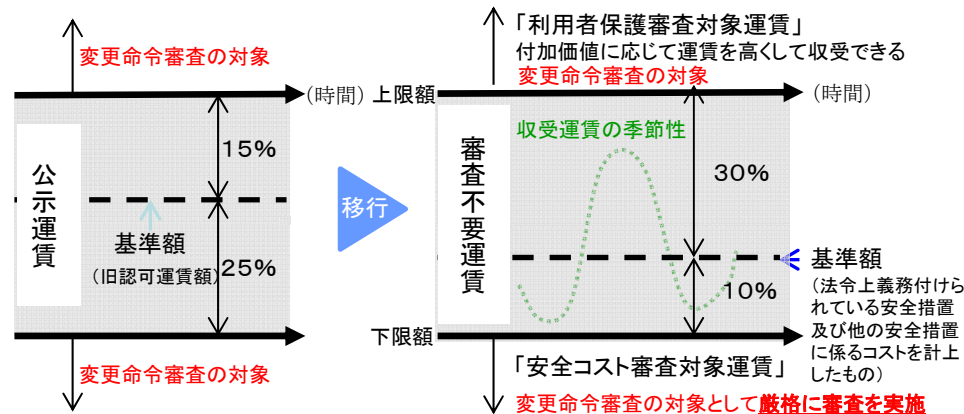 変更命令審査の対象
(時間)
15%
公示運賃
基準額
(旧認可運賃額)
25%
変更命令審査の対象
移行
「利用者保護審査対象運賃」
付加価値に応じて運賃を高くして収受できる
変更命令審査の対象
上限額
(時間)
収受運賃の季節性
審査不要運賃
30%
基準額
(法令上義務付けら
れている安全措置
及び他の安全措置
に係るコストを計上
したもの)
10%
下限額
「安全コスト審査対象運賃」
変更命令審査の対象として厳格に審査を実施